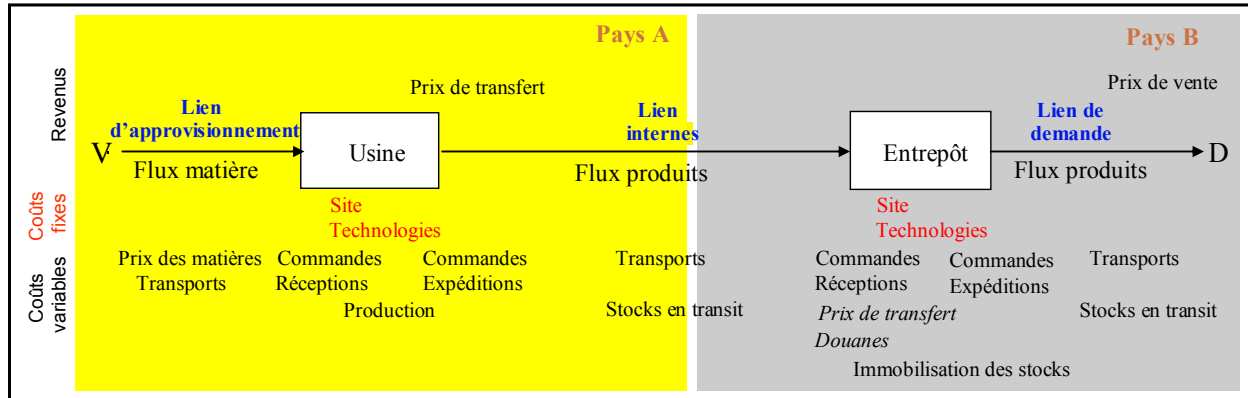 Pays A
Pays B
Revenus
Prix de transfert
Prix de vente
Lien
d'approvisionnement
Lien
internes
Lien de
demande
V
Usine
Entrepôt
D
Flux matière
Flux produits
Flux produits
Coûts
fixes
Site
Technologies
Site
Technologies
Coûts
variables
Prix des matières
Transports
Commandes
Réceptions
Commandes
Expéditions
Production
Transports
Stocks en transit
Commandes
Réceptions
Prix de transfert
Douanes
Commandes
Expéditions
Immobilisation des stocks
Transports
Stocks en transit